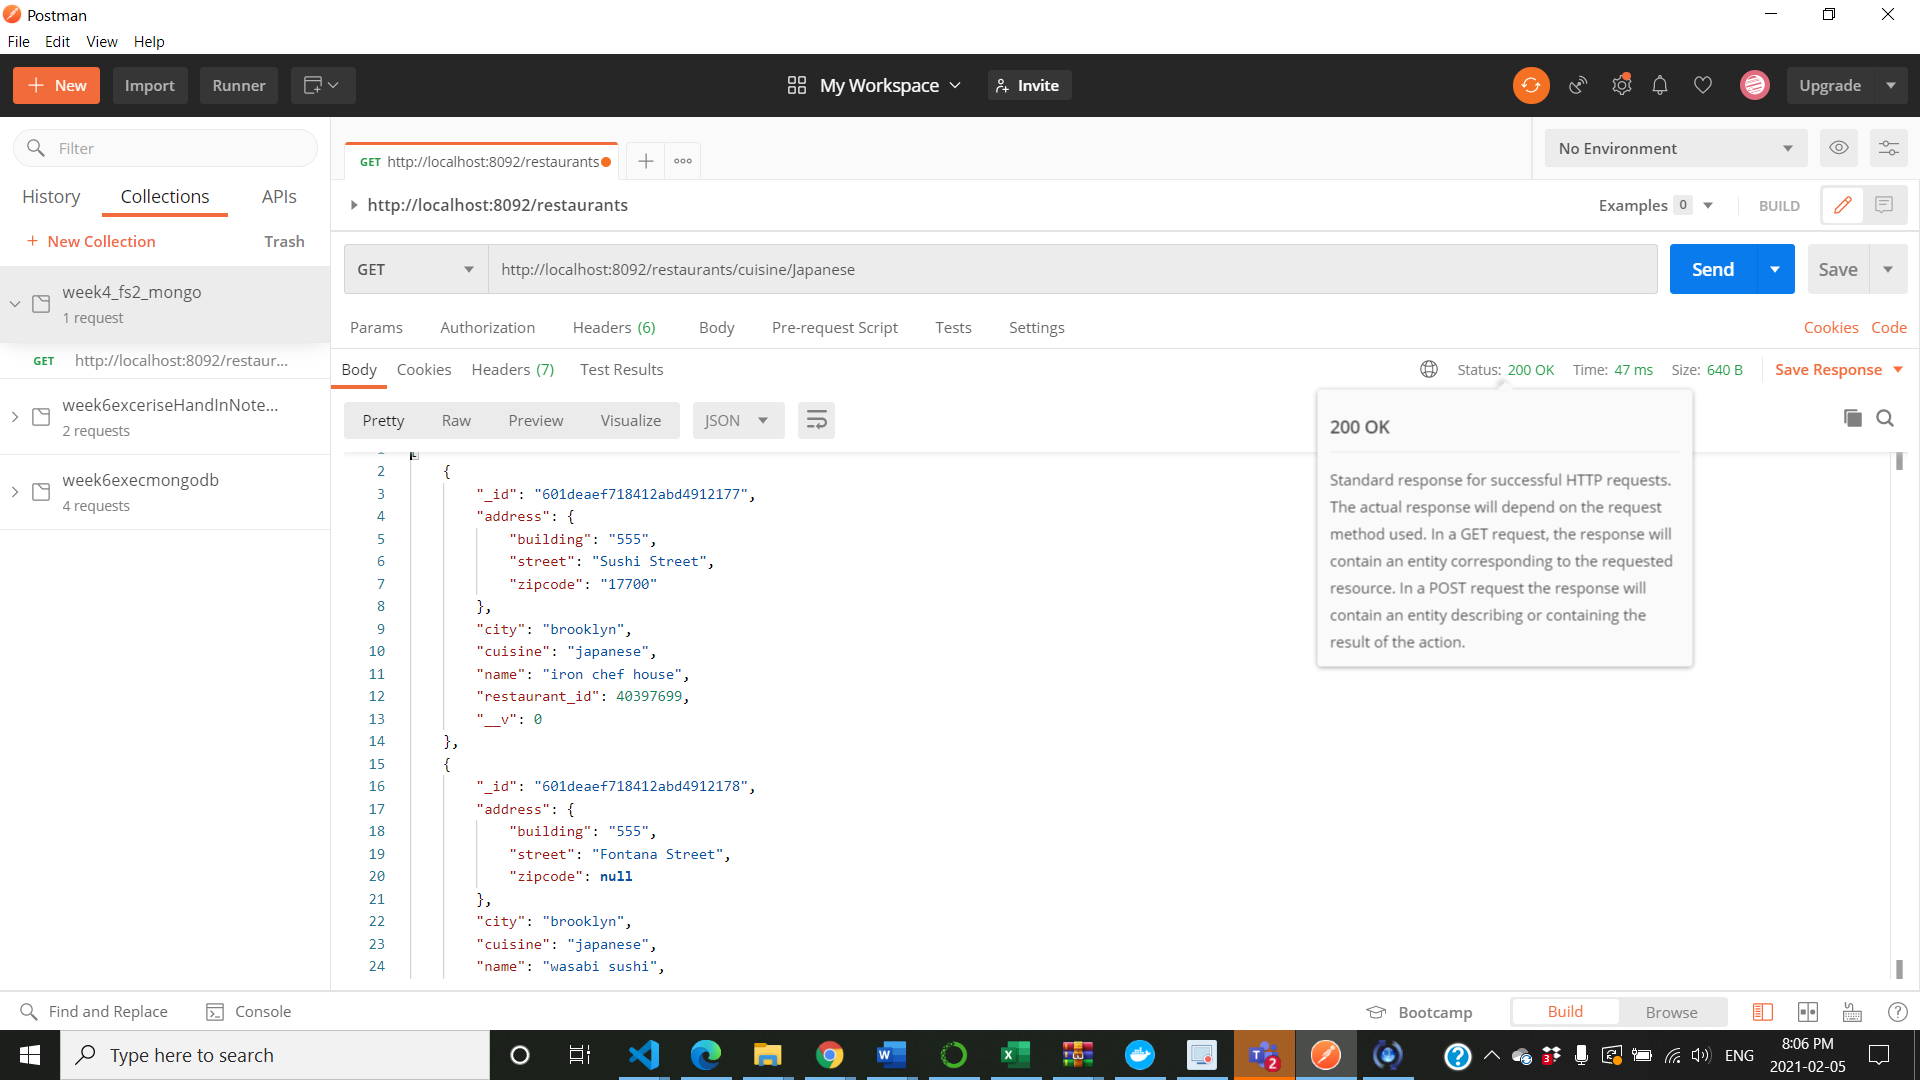 Postman
File Edit View Help
New Import Runner My Workspace Invite Upgrade
Filter
GET http://localhost:8092/restaurants No Environment
History Collections APIs
http://localhost:8092/restaurants Examples 0 BUILD
+ New Collection Trash
GET http://localhost:8092/restaurants/cuisine/Japanese Send Save
week4_fs2_mongo
1 request
Params Authorization Headers (6) Body Pre-request Script Tests Settings Cookies Code
GET http://localhost:8092/restaur...
Body Cookies Headers (7) Test Results Status: 200 OK Time: 47 ms Size: 640 B Save Response
week6exceriseHandInNote...
2 requests
Pretty Raw Preview Visualize JSON
200 OK
Standard response for successful HTTP requests.
The actual response will depend on the request
method used. In a GET request, the response will
contain an entity corresponding to the requested
resource. In a POST request the response will
contain an entity describing or containing the
result of the action.
week6execmongodb
4 requests
1 [
2 {
3 "_id": "601deaef718412abd4912177",
4 "address": {
5 "building": "555",
6 "street": "Sushi Street",
7 "zipcode": "17700"
8 },
9 "city": "brooklyn",
10 "cuisine": "japanese",
11 "name": "iron chef house",
12 "restaurant_id": 40397699,
13 "__v": 0
14 },
15 {
16 "_id": "601deaef718412abd4912178",
17 "address": {
18 "building": "555",
19 "street": "Fontana Street",
20 "zipcode": null
21 },
22 "city": "brooklyn",
23 "cuisine": "japanese",
24 "name": "wasabi sushi",
Find and Replace Console Bootcamp Build Browse
Type here to search ENG
8:06 PM
2021-02-05